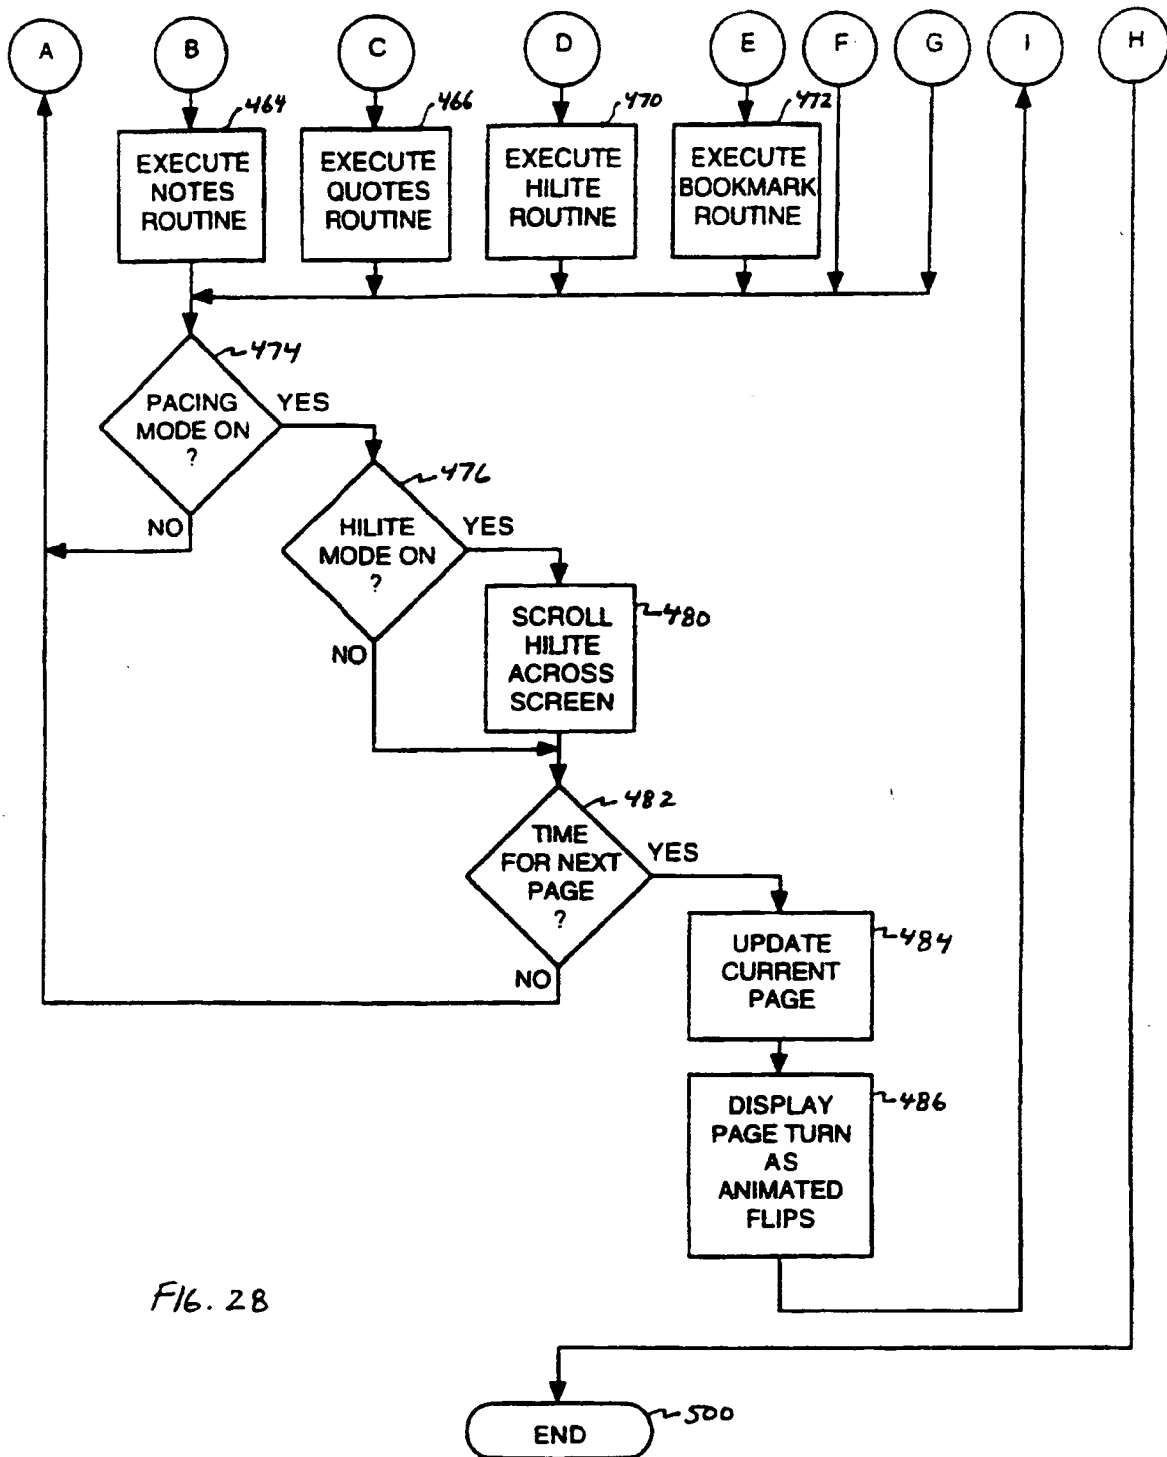 A B C D E F G I H
464 466 470 472
EXECUTE
NOTES
ROUTINE
EXECUTE
QUOTES
ROUTINE
EXECUTE
HILITE
ROUTINE
EXECUTE
BOOKMARK
ROUTINE
474
PACING
MODE ON
?
YES
NO
476
HILITE
MODE ON
?
YES
NO
480
SCROLL
HILITE
ACROSS
SCREEN
482
TIME
FOR NEXT
PAGE
?
YES
NO
484
UPDATE
CURRENT
PAGE
486
DISPLAY
PAGE TURN
AS
ANIMATED
FLIPS
FIG. 28
500
END